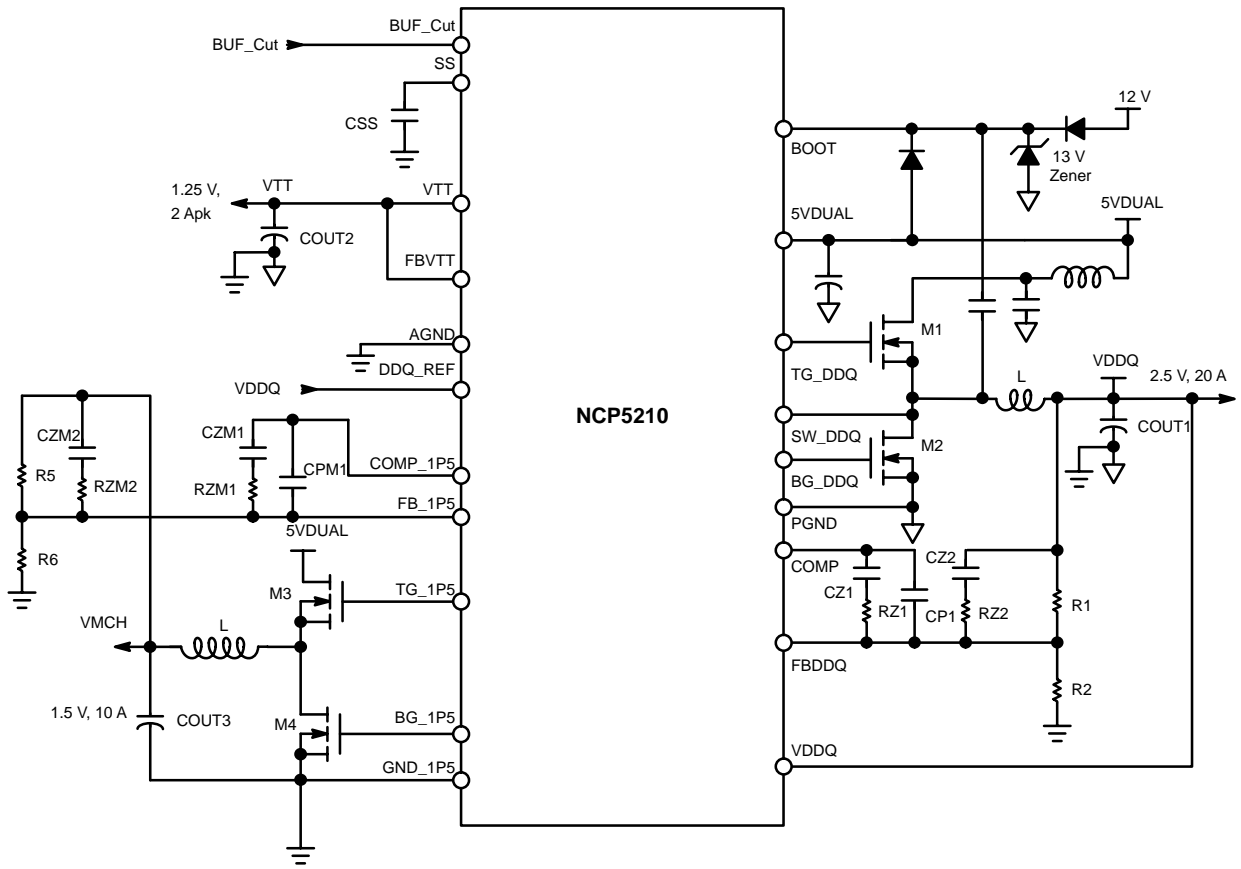 BUF_Cut
BUF_Cut
SS
CSS
12 V
BOOT
13 V
Zener
1.25 V,
2 Apk
VTT
VTT
5VDUAL
5VDUAL
COUT2
FBVTT
AGND
M1
TG_DDQ
DDQ_REF
VDDQ
VDDQ
2.5 V, 20 A
L
NCP5210
CZM2
CZM1
CPM1
COMP_1P5
SW_DDQ
M2
COUT1
R5
RZM2
RZM1
BG_DDQ
FB_1P5
PGND
5VDUAL
R6
COMP
CZ1
RZ1
CP1
CZ2
RZ2
R1
M3
TG_1P5
VMCH
L
FBDDQ
R2
1.5 V, 10 A
COUT3
M4
BG_1P5
VDDQ
GND_1P5